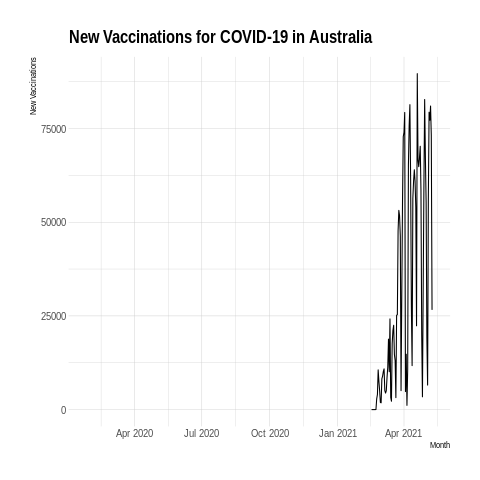 New Vaccinations for COVID-19 in Australia
New Vaccinations
75000
50000
25000
0
Apr 2020 Jul 2020 Oct 2020 Jan 2021 Apr 2021
Month